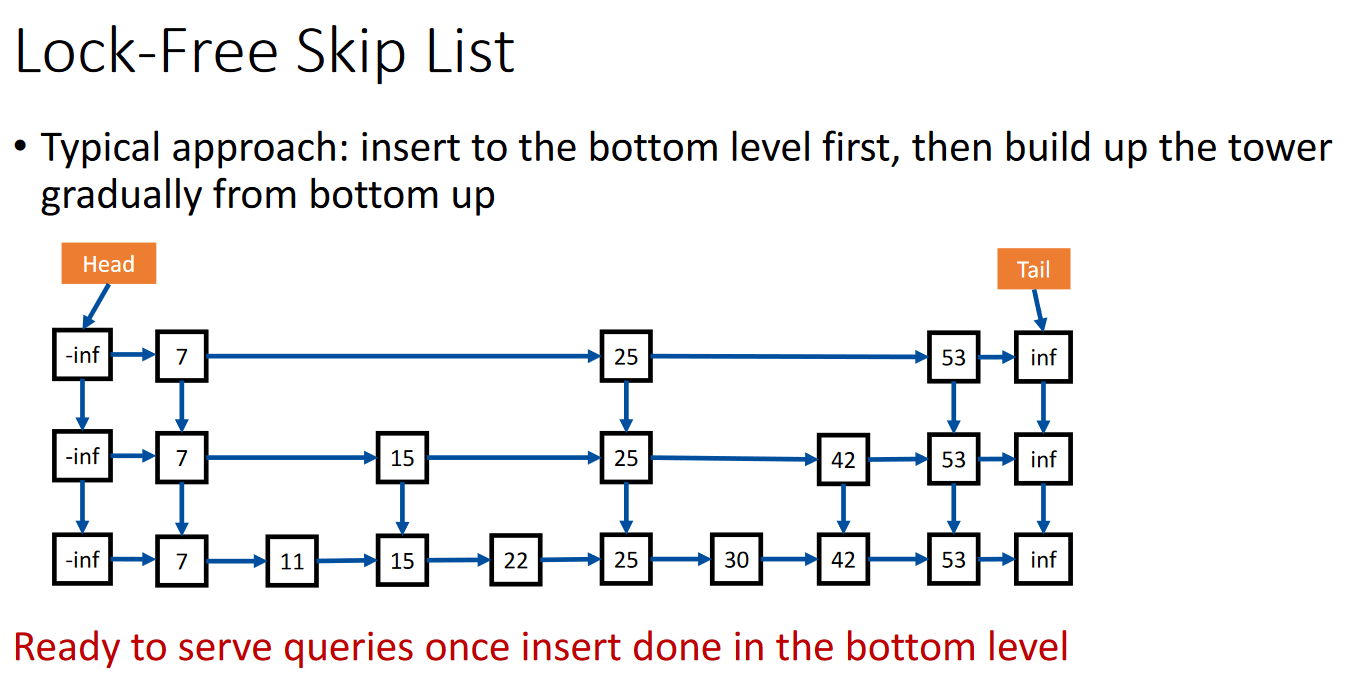 Lock-Free Skip List
• Typical approach: insert to the bottom level first, then build up the tower
gradually from bottom up
Head
Tail
-inf 7 25 53 inf
-inf 7 15 25 42 53 inf
-inf 7 11 15 22 25 30 42 53 inf
Ready to serve queries once insert done in the bottom level